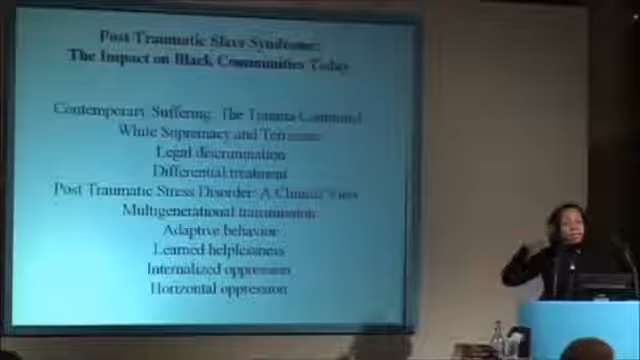 Post Traumatic Slave Syndrome:
The Impact on Black Communities Today
Contemporary Suffering: The Trauma Continued
White Supremacy and Terrorism
Legal discrimination
Differential treatment
Post Traumatic Stress Disorder: A Clinical View
Multigenerational transmission
Adaptive behavior
Learned helplessness
Internalized oppression
Horizontal oppression